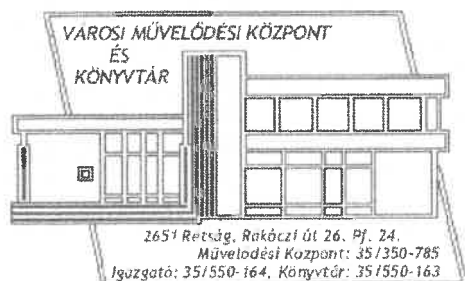 VÁROSI MŰVELŐDÉSI KÖZPONT
ÉS
KÖNYVTÁR
2651 Rétság, Rákóczi út 26. Pf. 24.
Művelődési Központ: 35/350-785
Igazgató: 35/550-164, Könyvtár: 35/550-163